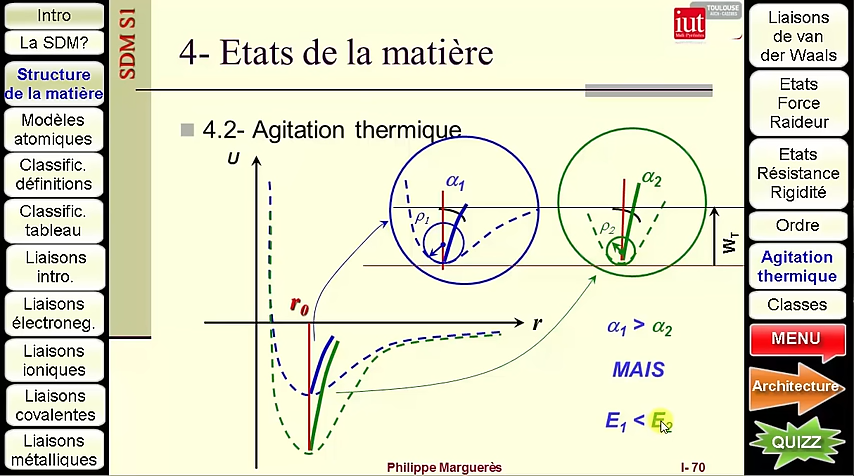 Intro
La SDM?
Structure
de la matière
Modèles
atomiques
Classific.
définitions
Classific.
tableau
Liaisons
intro.
Liaisons
électroneg.
Liaisons
ioniques
Liaisons
covalentes
Liaisons
métalliques
SDM S1
4- Etats de la matière
iut
TOULOUSE
4.2- Agitation thermique
U
α1
ρ1
α2
ρ2
WT
r0
r
α1 > α2
MAIS
E1 < E2
Philippe Marguerès
I- 70
Liaisons
de van
der Waals
Etats
Force
Raideur
Etats
Résistance
Rigidité
Ordre
Agitation
thermique
Classes
MENU
Architecture
QUIZZ